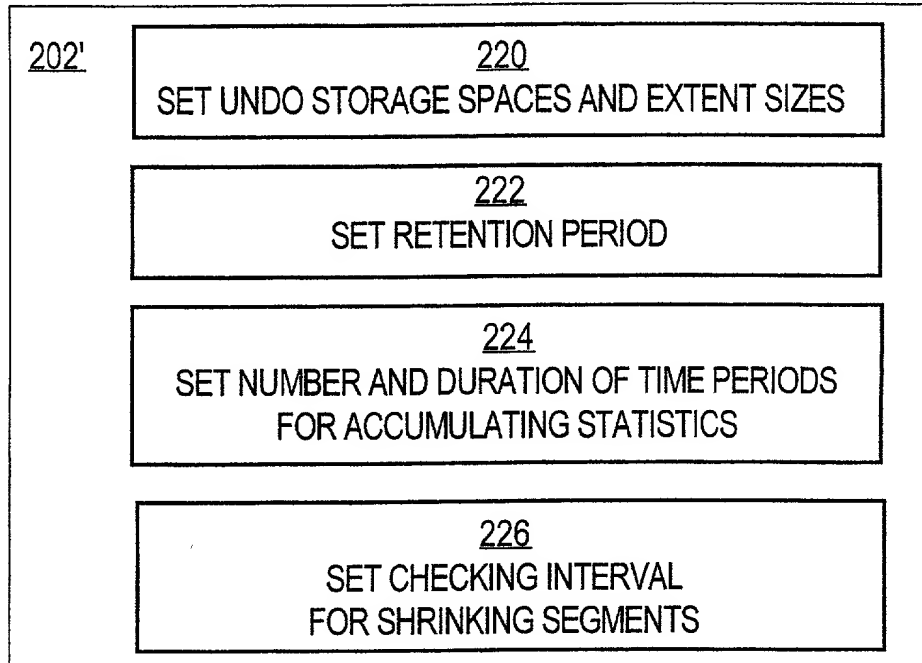 202'
220
SET UNDO STORAGE SPACES AND EXTENT SIZES
222
SET RETENTION PERIOD
224
SET NUMBER AND DURATION OF TIME PERIODS
FOR ACCUMULATING STATISTICS
226
SET CHECKING INTERVAL
FOR SHRINKING SEGMENTS